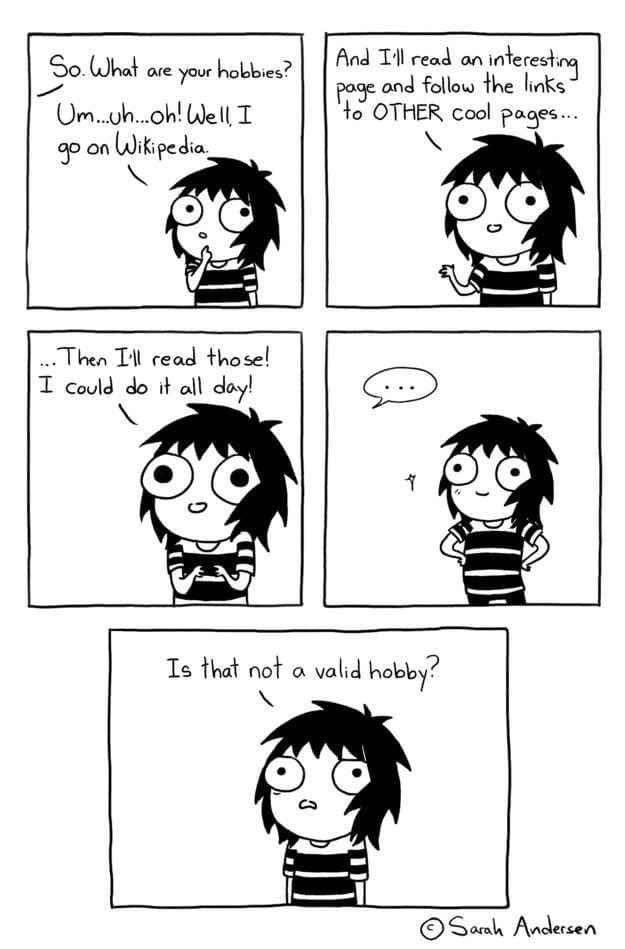 So. What are your hobbies?
Um...uh...oh! Well, I
go on Wikipedia.
And I'll read an interesting
page and follow the links
to OTHER cool pages...
...Then I'll read those!
I could do it all day!
...
Is that not a valid hobby?
© Sarah Andersen